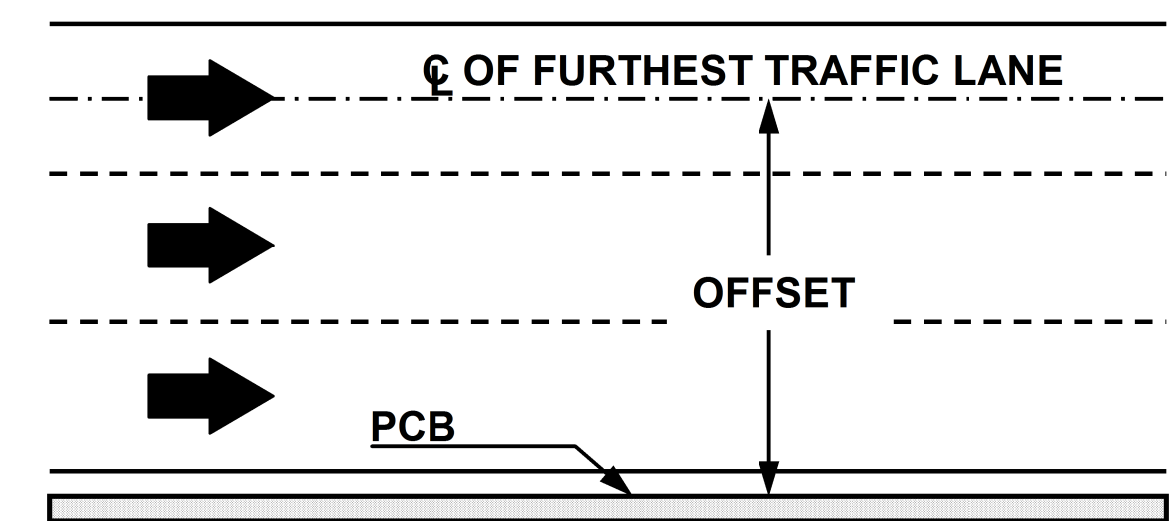 ℄ OF FURTHEST TRAFFIC LANE
OFFSET
PCB